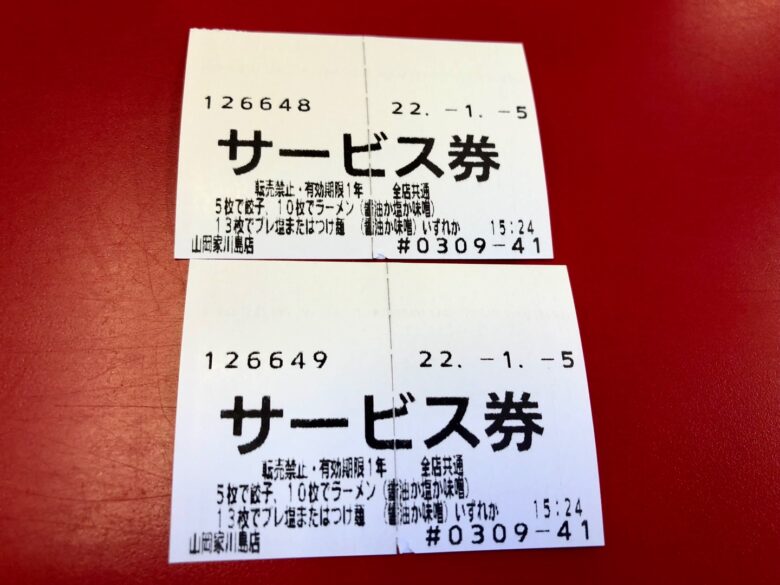 126648 22. -1. -5
サービス券
転売禁止・有効期限1年 全店共通
5枚で餃子、10枚でラーメン(醤油か塩か味噌)
13枚でプレ塩またはつけ麺 (醤油か味噌)いずれか 15:24
山岡家川島店 #0309-41
126649 22. -1. -5
サービス券
転売禁止・有効期限1年 全店共通
5枚で餃子、10枚でラーメン(醤油か塩か味噌)
13枚でプレ塩またはつけ麺 (醤油か味噌)いずれか 15:24
山岡家川島店 #0309-41